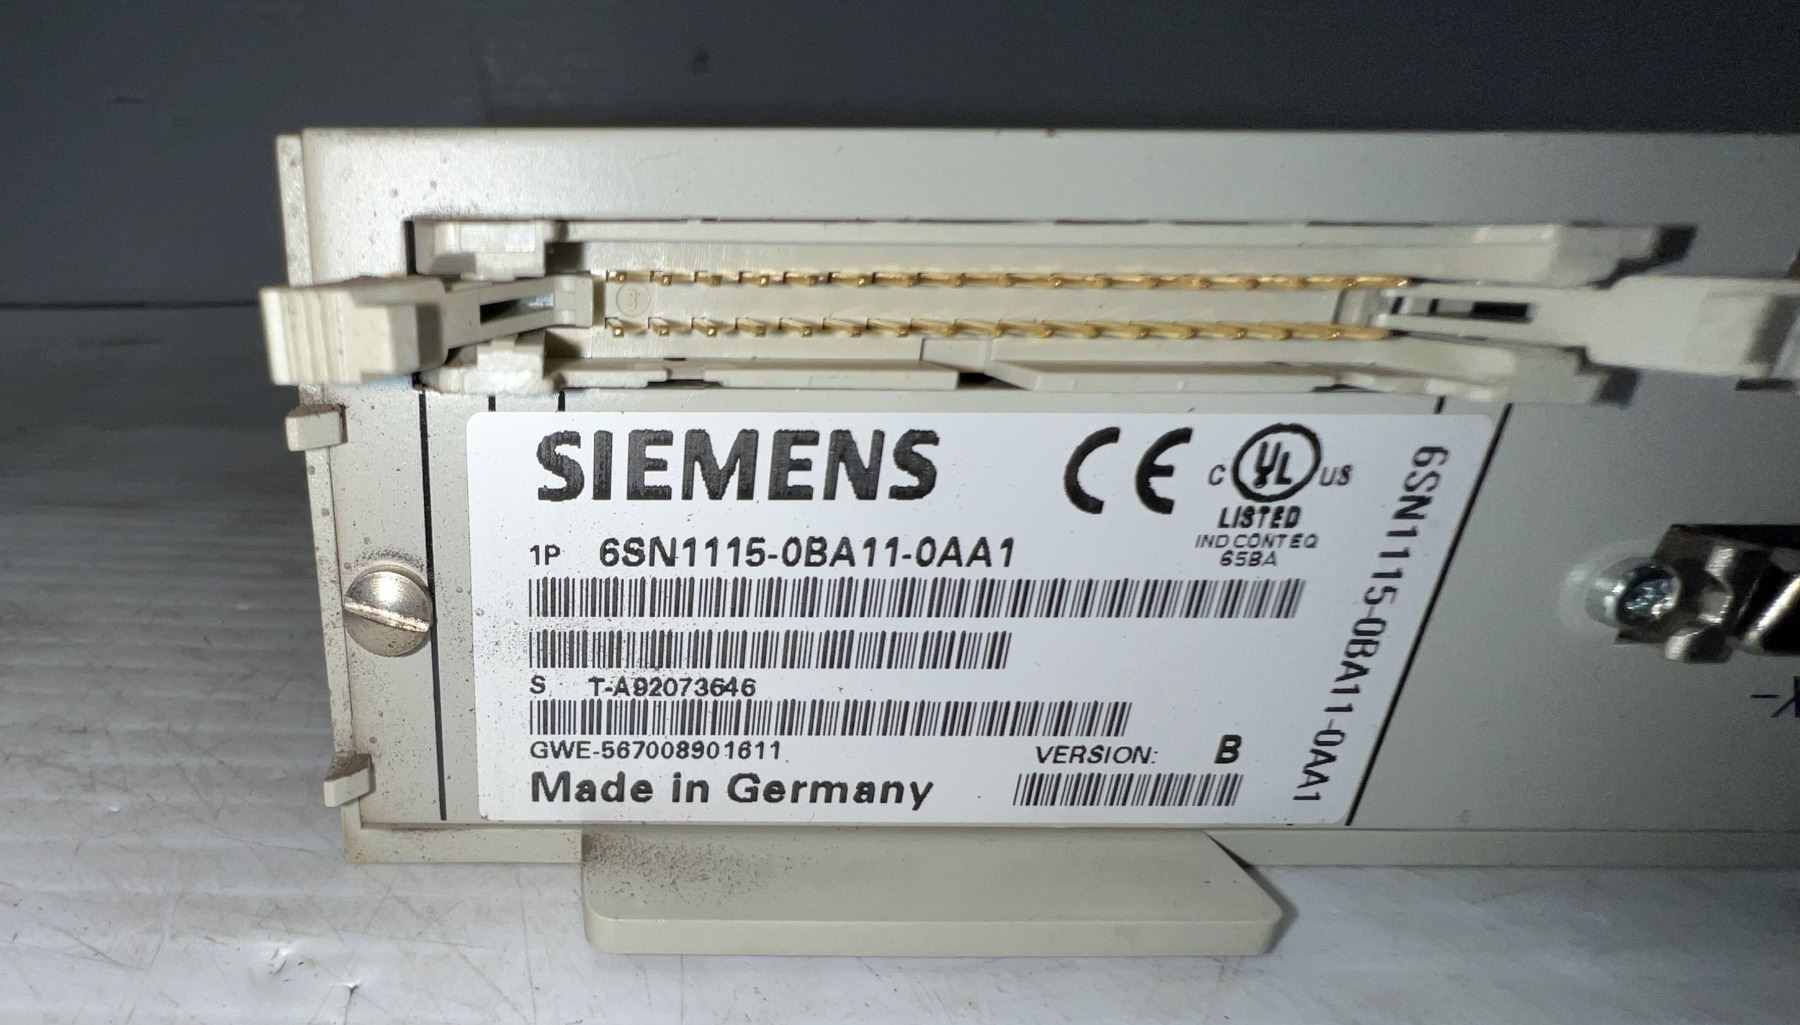 SIEMENS
CE
C UL US
LISTED
IND CONT EQ
65BA
1P 6SN1115-0BA11-0AA1
S T-A92073646
GWE-567008901611
VERSION: B
Made in Germany
6SN1115-0BA11-0AA1